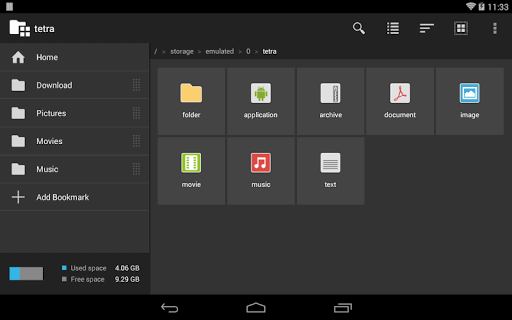 11:33
tetra
Home
Download
Pictures
Movies
Music
Add Bookmark
Used space 4.06 GB
Free space 9.29 GB
/ > storage > emulated > 0 > tetra
folder application archive document image
movie music text